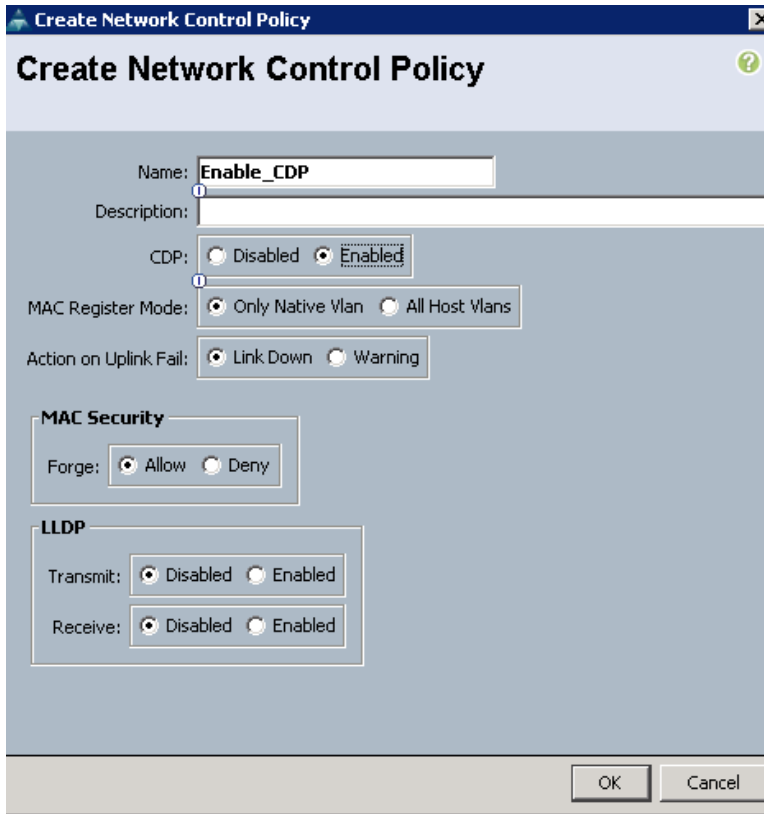 Create Network Control Policy
Create Network Control Policy
Name: Enable_CDP
Description:
CDP: Disabled Enabled
MAC Register Mode: Only Native Vlan All Host Vlans
Action on Uplink Fail: Link Down Warning
MAC Security
Forge: Allow Deny
LLDP
Transmit: Disabled Enabled
Receive: Disabled Enabled
OK Cancel